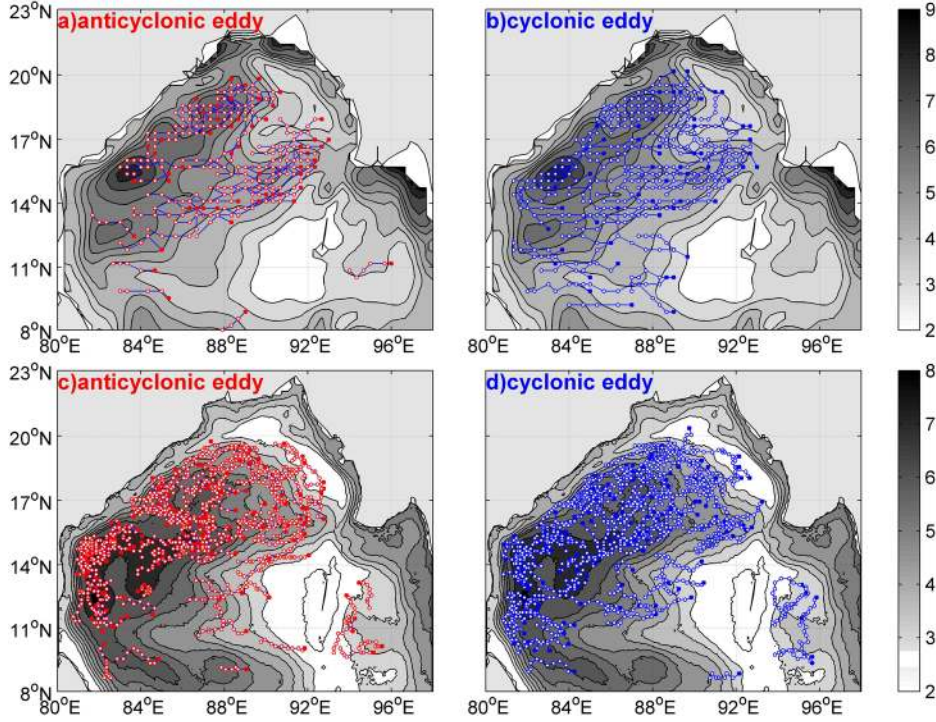 a)anticyclonic eddy
b)cyclonic eddy
23°N
20°N
17°N
14°N
11°N
8°N
80°E 84°E 88°E 92°E 96°E
80°E 84°E 88°E 92°E 96°E
9
8
7
6
5
4
3
2
c)anticyclonic eddy
d)cyclonic eddy
23°N
20°N
17°N
14°N
11°N
8°N
80°E 84°E 88°E 92°E 96°E
80°E 84°E 88°E 92°E 96°E
8
7
6
5
4
3
2